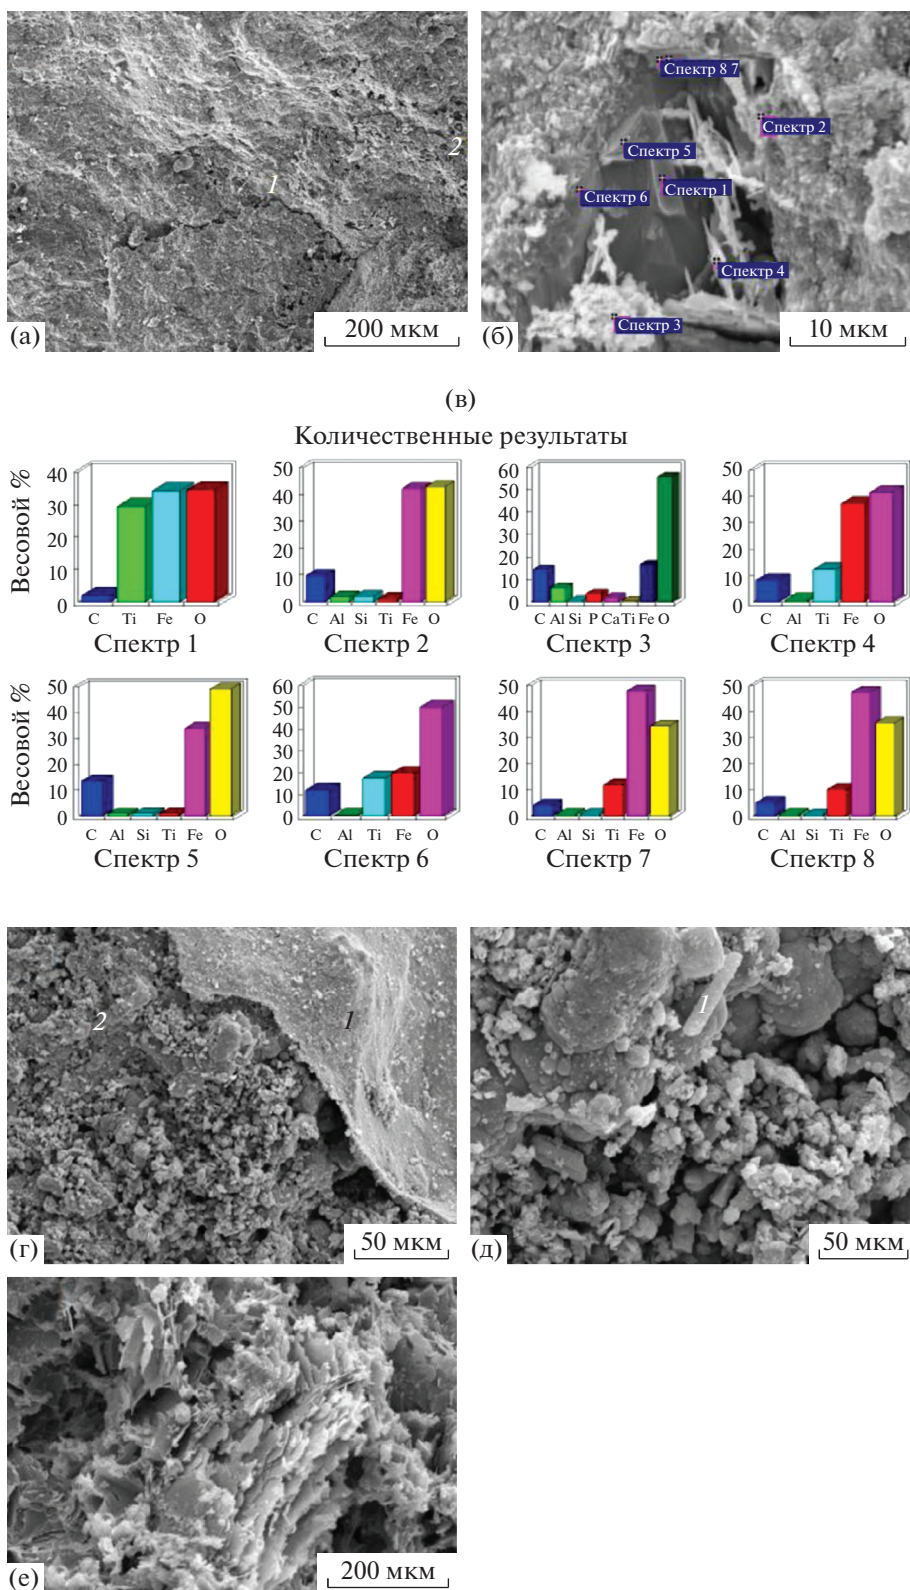 1
2
(а)
200 мкм
Спектр 8 7
Спектр 2
Спектр 5
Спектр 6
Спектр 1
Спектр 4
Спектр 3
(б)
10 мкм
(в)
Количественные результаты
Весовой %
40
30
20
10
0
C Ti Fe O
Спектр 1
50
40
30
20
10
0
C Al Si Ti Fe O
Спектр 2
60
50
40
30
20
10
0
C Al Si P Ca Ti Fe O
Спектр 3
50
40
30
20
10
0
C Al Ti Fe O
Спектр 4
Весовой %
50
40
30
20
10
0
C Al Si Ti Fe O
Спектр 5
60
50
40
30
20
10
0
C Al Ti Fe O
Спектр 6
50
40
30
20
10
0
C Al Si Ti Fe O
Спектр 7
50
40
30
20
10
0
C Al Si Ti Fe O
Спектр 8
2
1
(г)
50 мкм
1
(д)
50 мкм
(е)
200 мкм